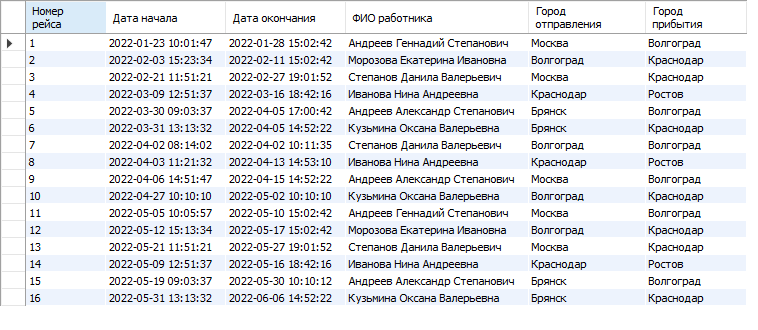 Номер рейса Дата начала Дата окончания ФИО работника Город отправления Город прибытия
1 2022-01-23 10:01:47 2022-01-28 15:02:42 Андреев Геннадий Степанович Москва Волгоград
2 2022-02-03 15:23:34 2022-02-11 15:02:42 Морозова Екатерина Ивановна Волгоград Краснодар
3 2022-02-21 11:51:21 2022-02-27 19:01:52 Степанов Данила Валерьевич Москва Краснодар
4 2022-03-09 12:51:37 2022-03-16 18:42:16 Иванова Нина Андреевна Краснодар Ростов
5 2022-03-30 09:03:37 2022-04-05 17:00:42 Андреев Александр Степанович Брянск Волгоград
6 2022-03-31 13:13:32 2022-04-05 14:52:22 Кузьмина Оксана Валерьевна Брянск Краснодар
7 2022-04-02 08:14:02 2022-04-02 10:11:35 Степанов Данила Валерьевич Волгоград Волгоград
8 2022-04-03 11:21:32 2022-04-13 14:53:10 Иванова Нина Андреевна Краснодар Ростов
9 2022-04-06 14:51:47 2022-04-15 14:52:22 Андреев Александр Степанович Москва Волгоград
10 2022-04-27 10:10:10 2022-05-02 10:10:10 Кузьмина Оксана Валерьевна Волгоград Краснодар
11 2022-05-05 10:05:57 2022-05-10 15:02:42 Андреев Геннадий Степанович Москва Волгоград
12 2022-05-12 15:13:34 2022-05-17 15:02:42 Морозова Екатерина Ивановна Волгоград Краснодар
13 2022-05-21 11:51:21 2022-05-27 19:01:52 Степанов Данила Валерьевич Москва Краснодар
14 2022-05-09 12:51:37 2022-05-16 18:42:16 Иванова Нина Андреевна Краснодар Ростов
15 2022-05-19 09:03:37 2022-05-30 10:10:12 Андреев Александр Степанович Брянск Волгоград
16 2022-05-31 13:13:32 2022-06-06 14:52:22 Кузьмина Оксана Валерьевна Брянск Краснодар